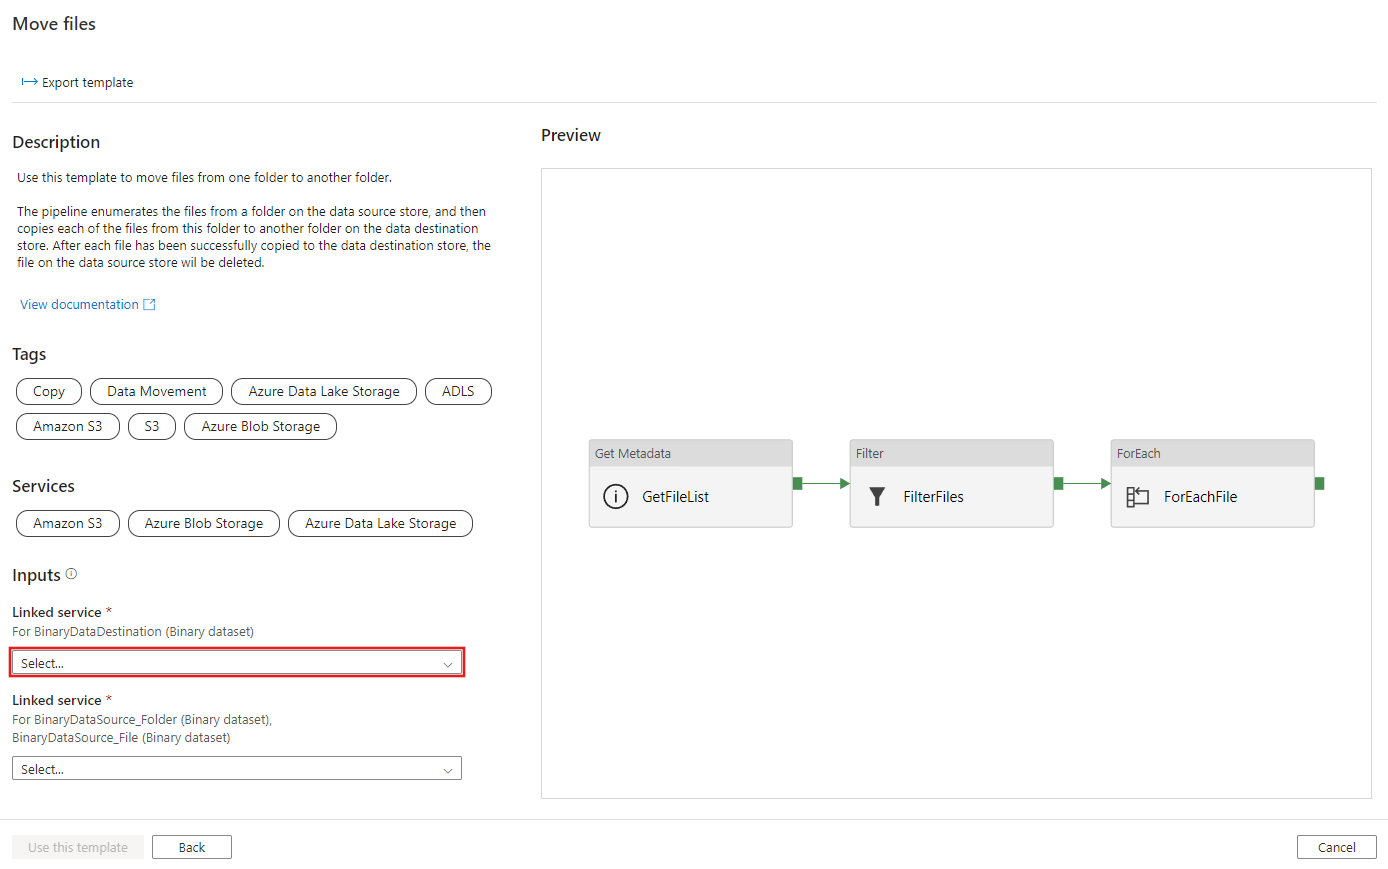 Move files
Export template
Description
Use this template to move files from one folder to another folder.
The pipeline enumerates the files from a folder on the data source store, and then
copies each of the files from this folder to another folder on the data destination
store. After each file has been successfully copied to the data destination store, the
file on the data source store wil be deleted.
View documentation
Tags
Copy
Data Movement
Azure Data Lake Storage
ADLS
Amazon S3
S3
Azure Blob Storage
Services
Amazon S3
Azure Blob Storage
Azure Data Lake Storage
Inputs
Linked service *
For BinaryDataDestination (Binary dataset)
Select...
Linked service *
For BinaryDataSource_Folder (Binary dataset),
BinaryDataSource_File (Binary dataset)
Select...
Preview
Get Metadata
GetFileList
Filter
FilterFiles
ForEach
ForEachFile
Use this template
Back
Cancel